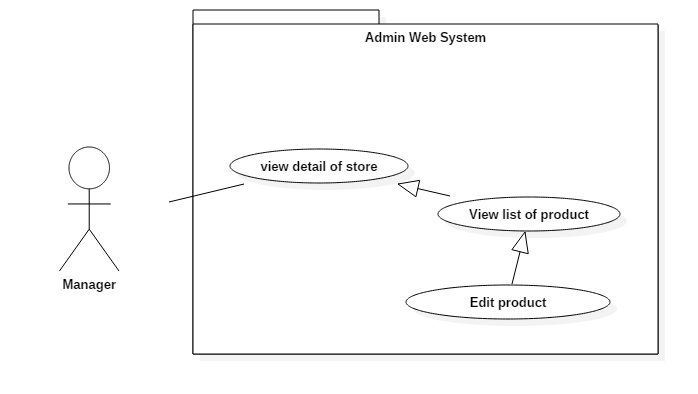 Admin Web System
view detail of store
View list of product
Manager
Edit product